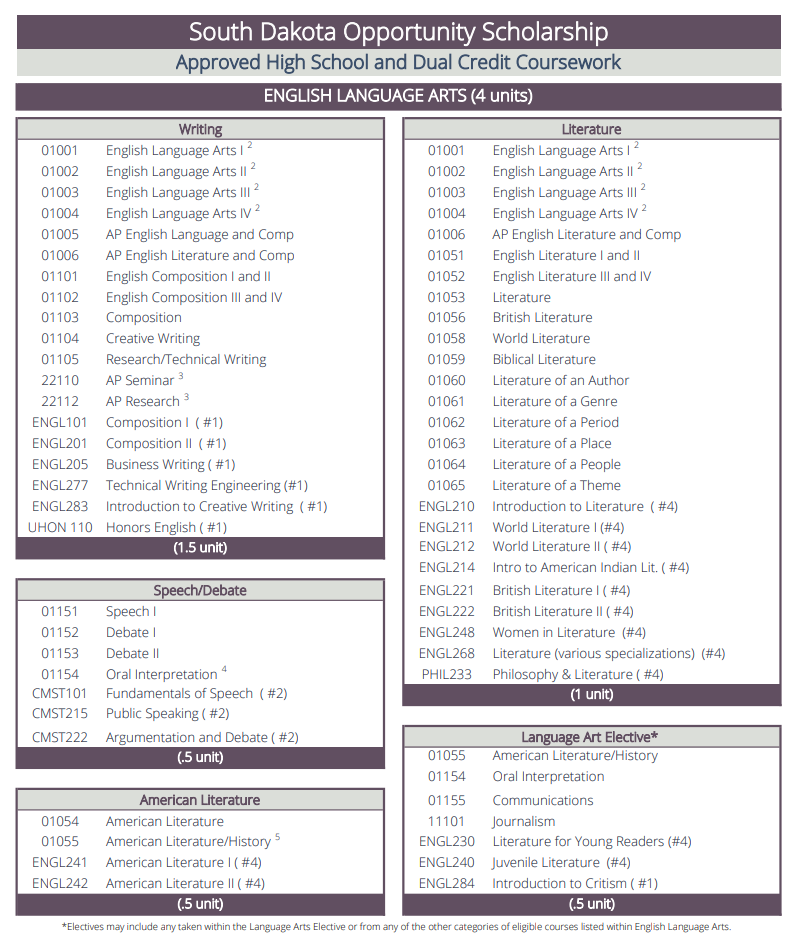 South Dakota Opportunity Scholarship
Approved High School and Dual Credit Coursework
ENGLISH LANGUAGE ARTS (4 units)
Writing
01001 English Language Arts I 2
01002 English Language Arts II 2
01003 English Language Arts III 2
01004 English Language Arts IV 2
01005 AP English Language and Comp
01006 AP English Literature and Comp
01101 English Composition I and II
01102 English Composition III and IV
01103 Composition
01104 Creative Writing
01105 Research/Technical Writing
22110 AP Seminar 3
22112 AP Research 3
ENGL101 Composition I ( #1)
ENGL201 Composition II ( #1)
ENGL205 Business Writing ( #1)
ENGL277 Technical Writing Engineering (#1)
ENGL283 Introduction to Creative Writing ( #1)
UHON 110 Honors English ( #1)
(1.5 unit)
Speech/Debate
01151 Speech I
01152 Debate I
01153 Debate II
01154 Oral Interpretation 4
CMST101 Fundamentals of Speech ( #2)
CMST215 Public Speaking ( #2)
CMST222 Argumentation and Debate ( #2)
(.5 unit)
American Literature
01054 American Literature
01055 American Literature/History 5
ENGL241 American Literature I ( #4)
ENGL242 American Literature II ( #4)
(.5 unit)
Literature
01001 English Language Arts I 2
01002 English Language Arts II 2
01003 English Language Arts III 2
01004 English Language Arts IV 2
01006 AP English Literature and Comp
01051 English Literature I and II
01052 English Literature III and IV
01053 Literature
01056 British Literature
01058 World Literature
01059 Biblical Literature
01060 Literature of an Author
01061 Literature of a Genre
01062 Literature of a Period
01063 Literature of a Place
01064 Literature of a People
01065 Literature of a Theme
ENGL210 Introduction to Literature ( #4)
ENGL211 World Literature I (#4)
ENGL212 World Literature II ( #4)
ENGL214 Intro to American Indian Lit. ( #4)
ENGL221 British Literature I ( #4)
ENGL222 British Literature II ( #4)
ENGL248 Women in Literature (#4)
ENGL268 Literature (various specializations) (#4)
PHIL233 Philosophy & Literature ( #4)
(1 unit)
Language Art Elective*
01055 American Literature/History
01154 Oral Interpretation
01155 Communications
11101 Journalism
ENGL230 Literature for Young Readers (#4)
ENGL240 Juvenile Literature (#4)
ENGL284 Introduction to Critism ( #1)
(.5 unit)
*Electives may include any taken within the Language Arts Elective or from any of the other categories of eligible courses listed within English Language Arts.